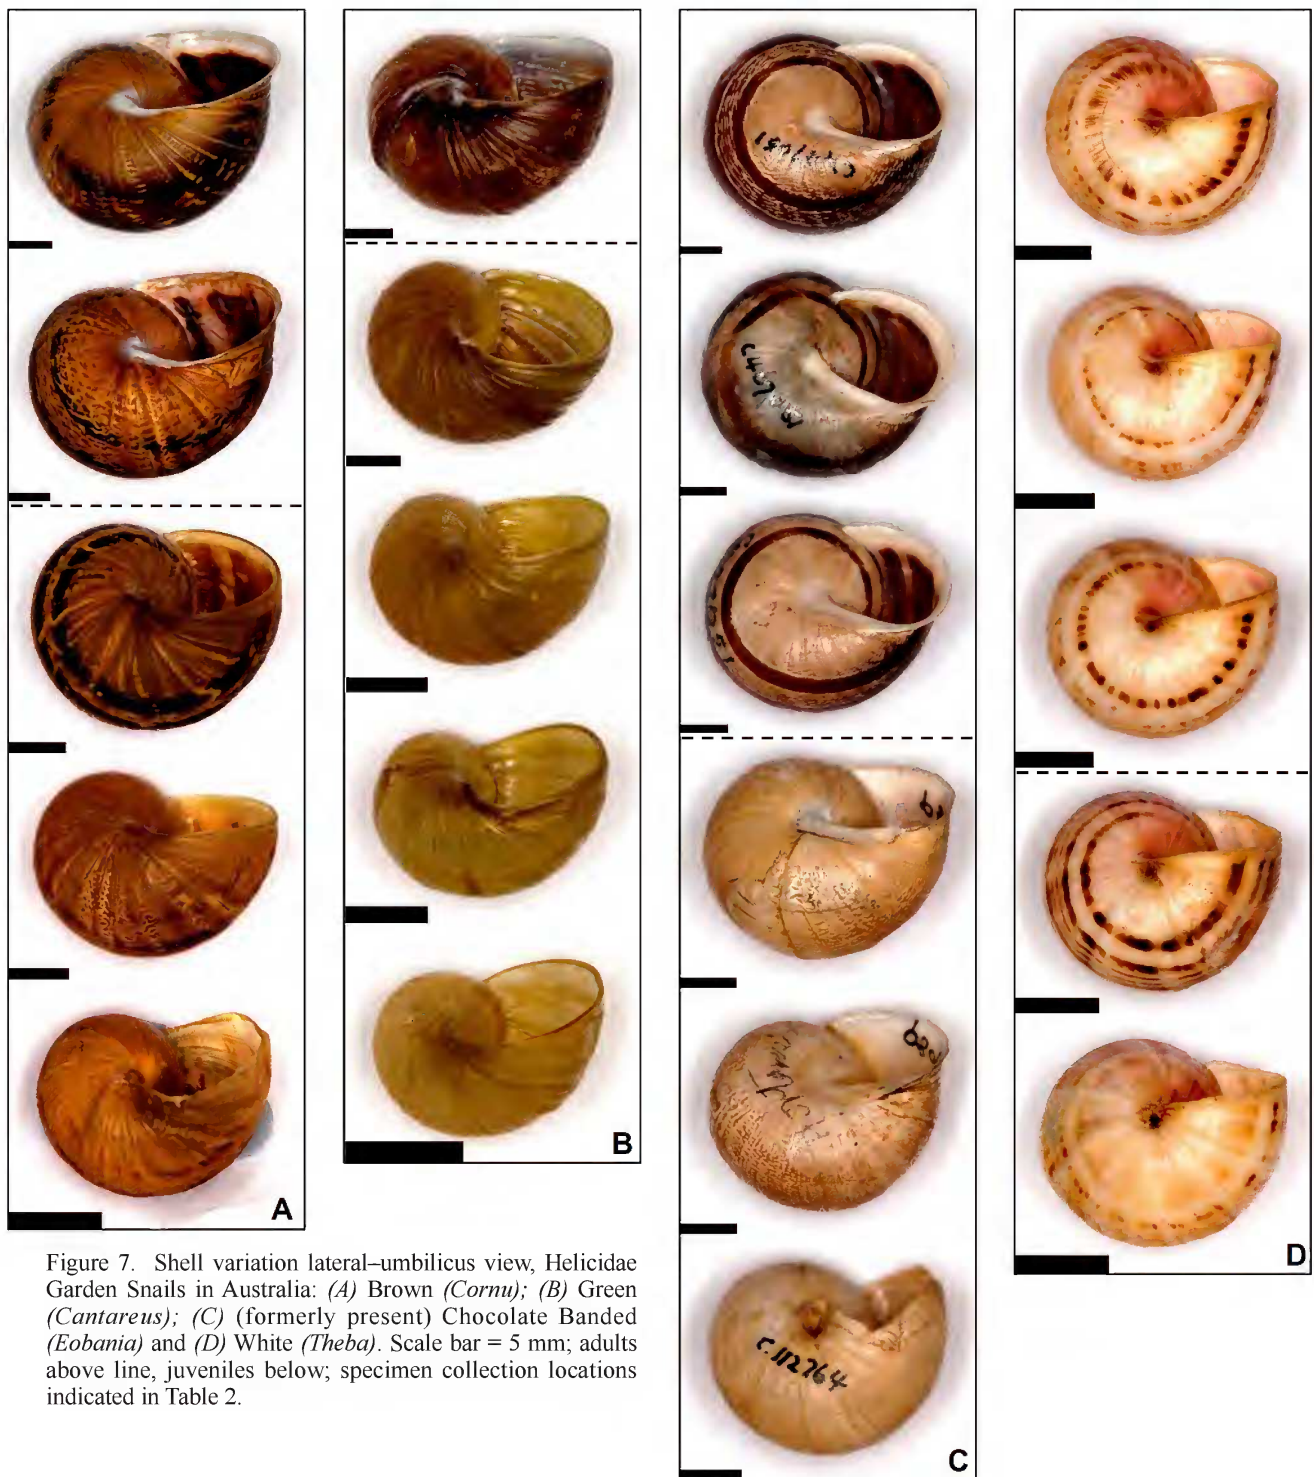 A
B
C.112764
C
D
Figure 7. Shell variation lateral–umbilicus view, Helicidae
Garden Snails in Australia: (A) Brown (Cornu); (B) Green
(Cantareus); (C) (formerly present) Chocolate Banded
(Eobania) and (D) White (Theba). Scale bar = 5 mm; adults
above line, juveniles below; specimen collection locations
indicated in Table 2.